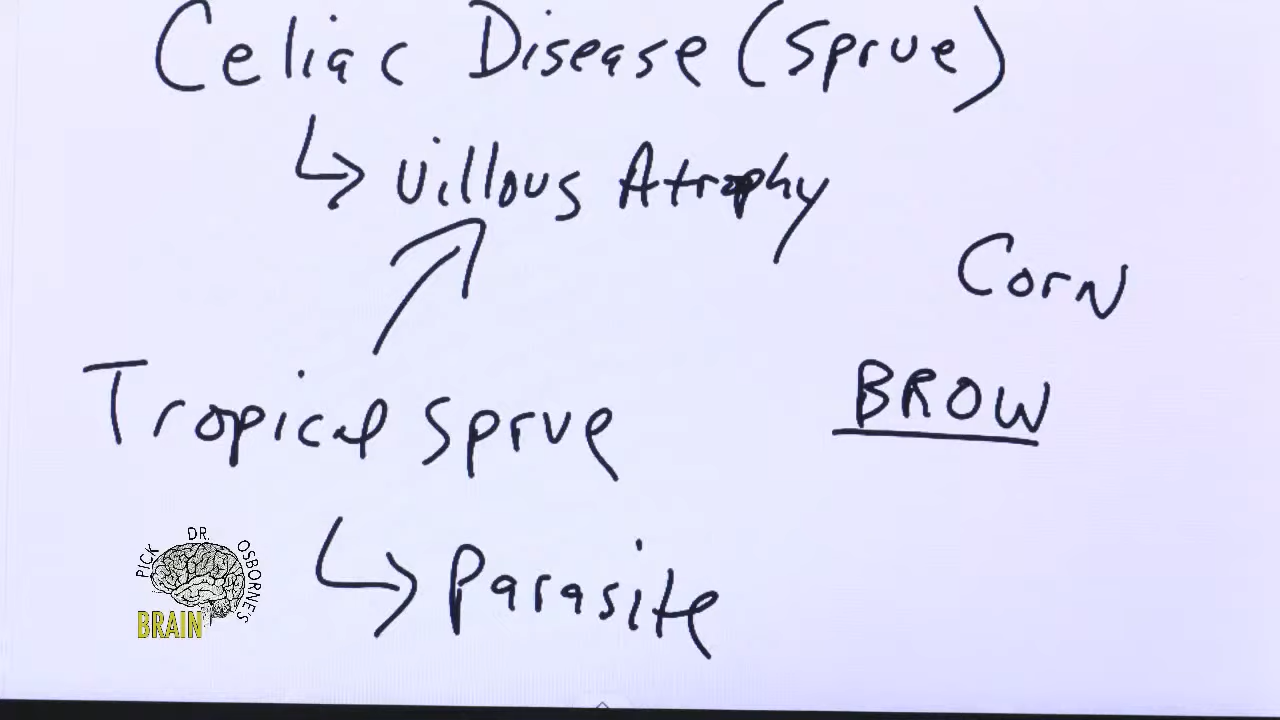 Celiac Disease (Sprue)
↳ Villous Atrophy
Corn
BROW
Tropical Sprue
↳ Parasite
PICK DR. OSBORNE'S
BRAIN